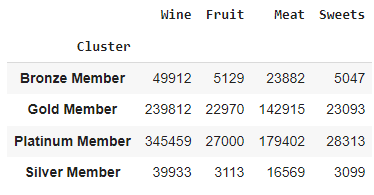 Wine Fruit Meat Sweets
Cluster
Bronze Member 49912 5129 23882 5047
Gold Member 239812 22970 142915 23093
Platinum Member 345459 27000 179402 28313
Silver Member 39933 3113 16569 3099